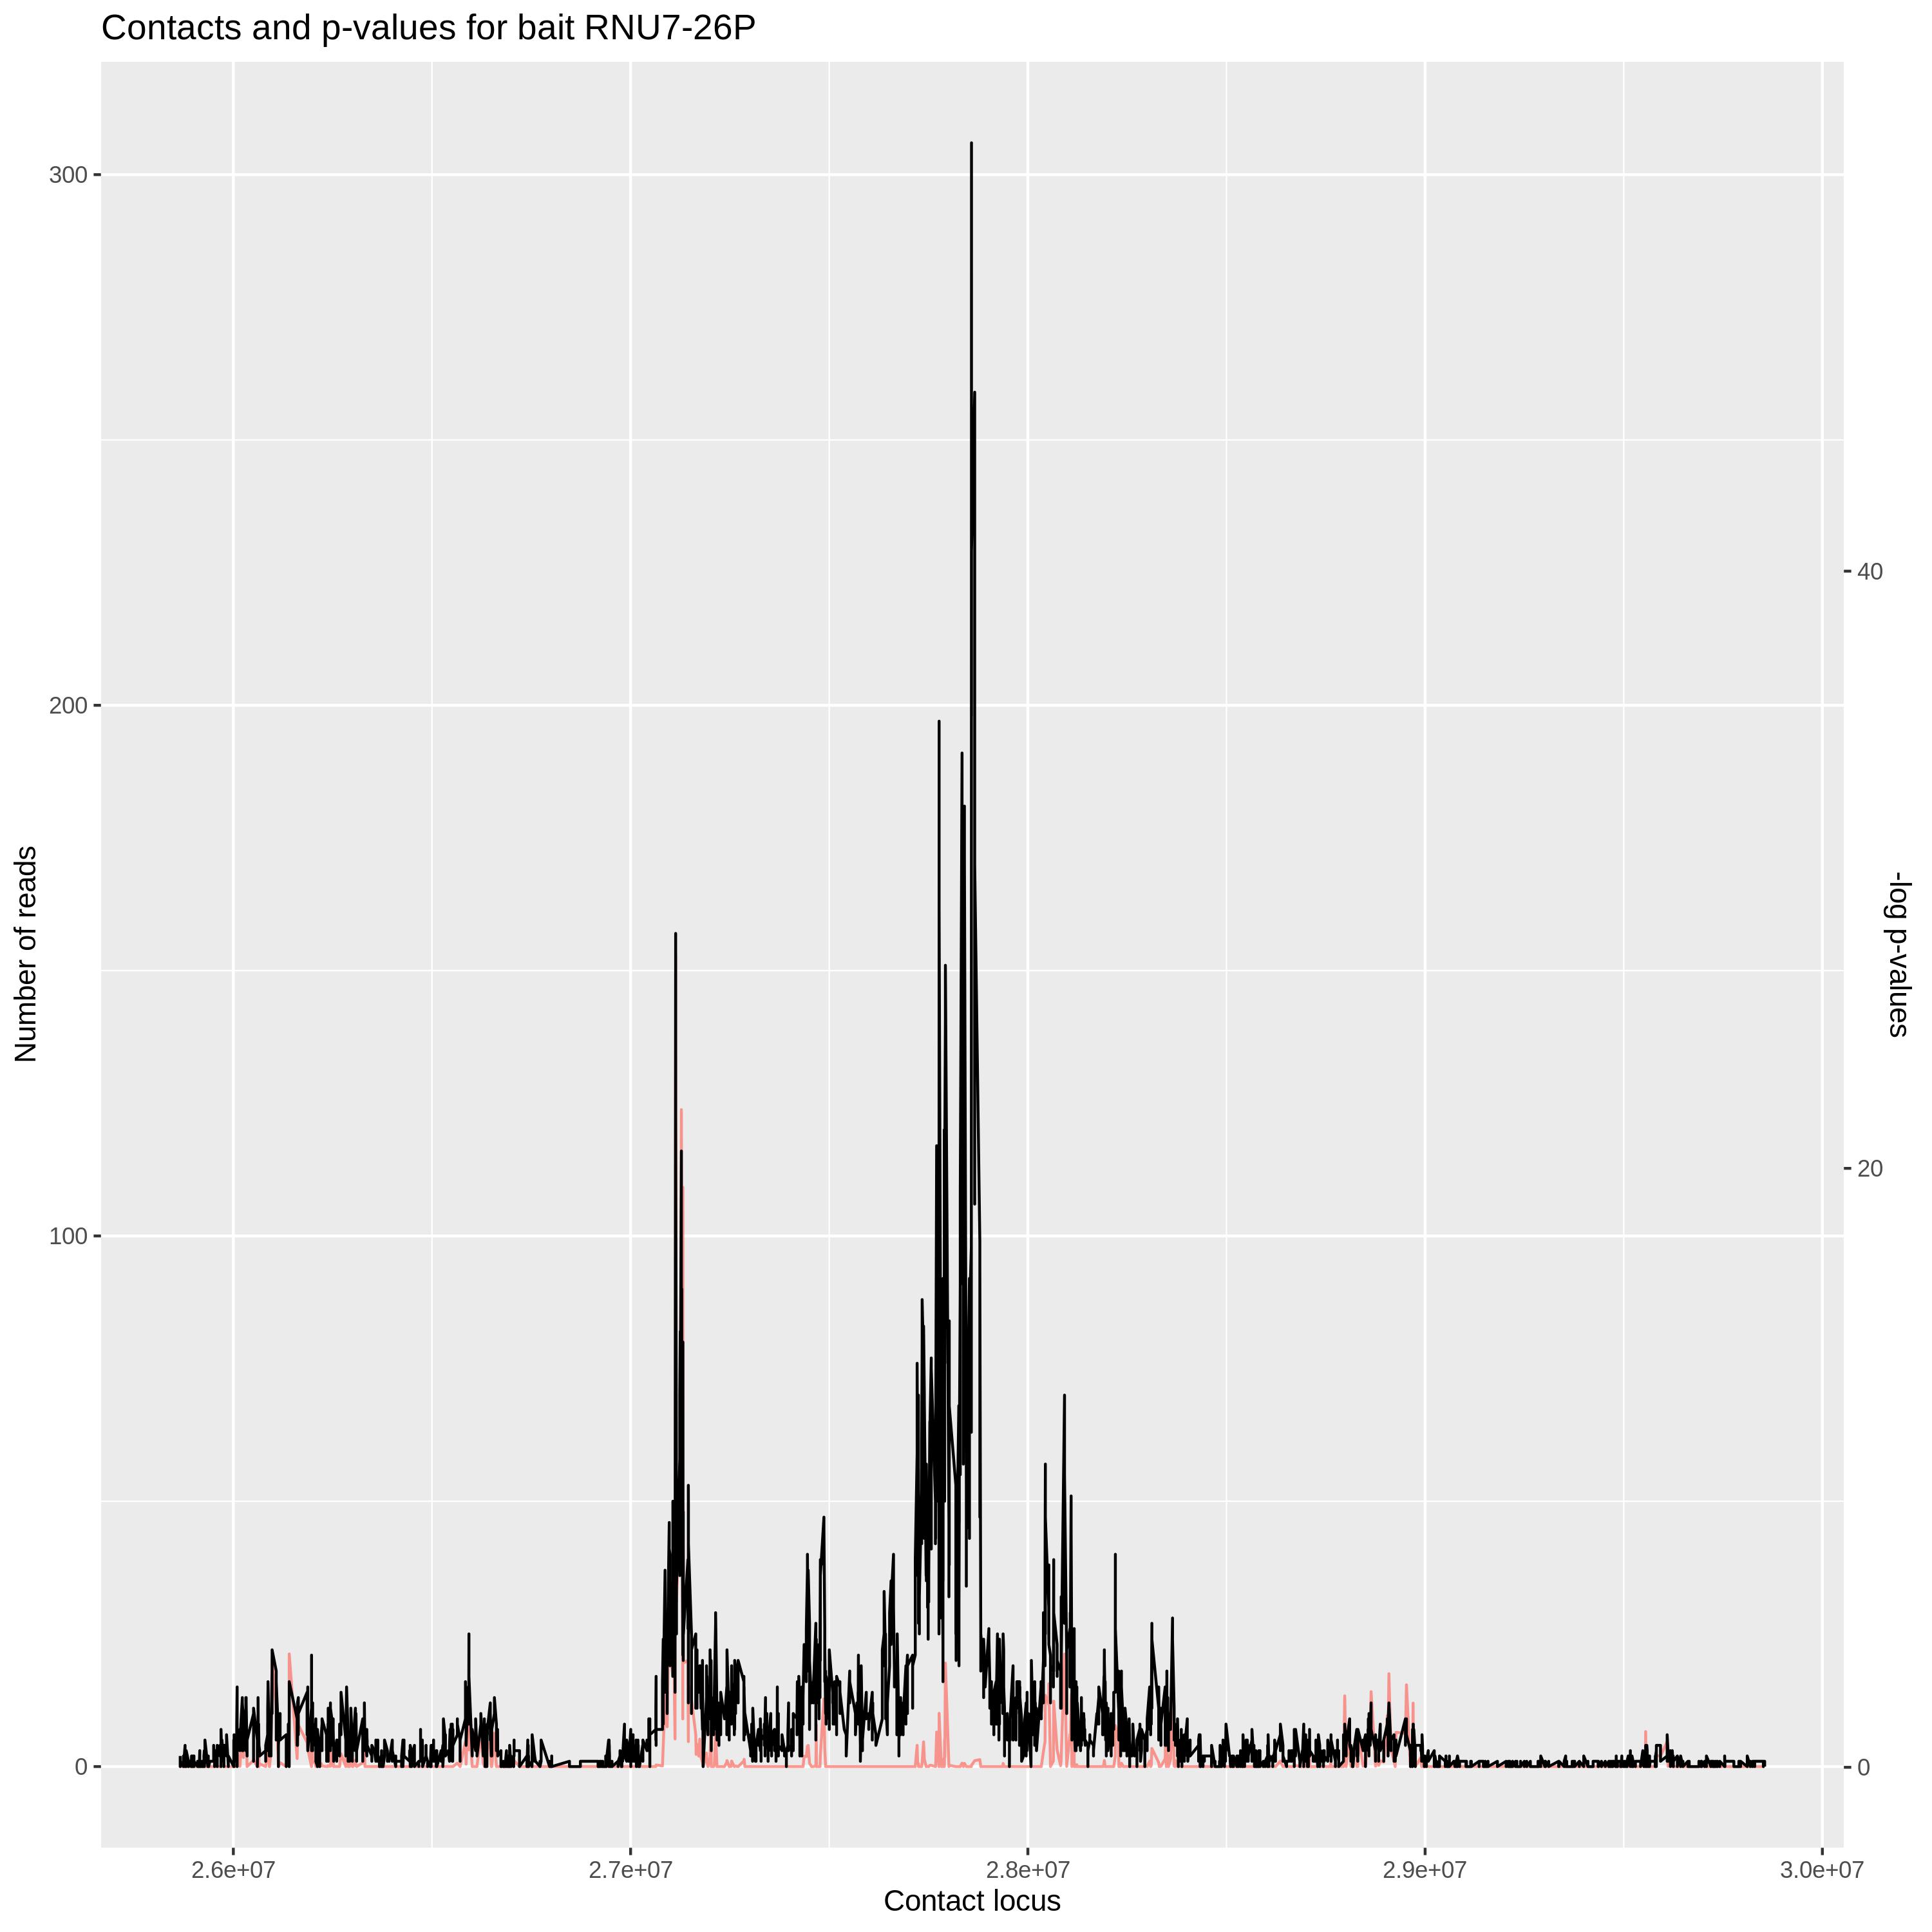 Contacts and p-values for bait RNU7-26P
300
200
100
0
40
20
0
Number of reads
-log p-values
2.6e+07 2.7e+07 2.8e+07 2.9e+07 3.0e+07
Contact locus